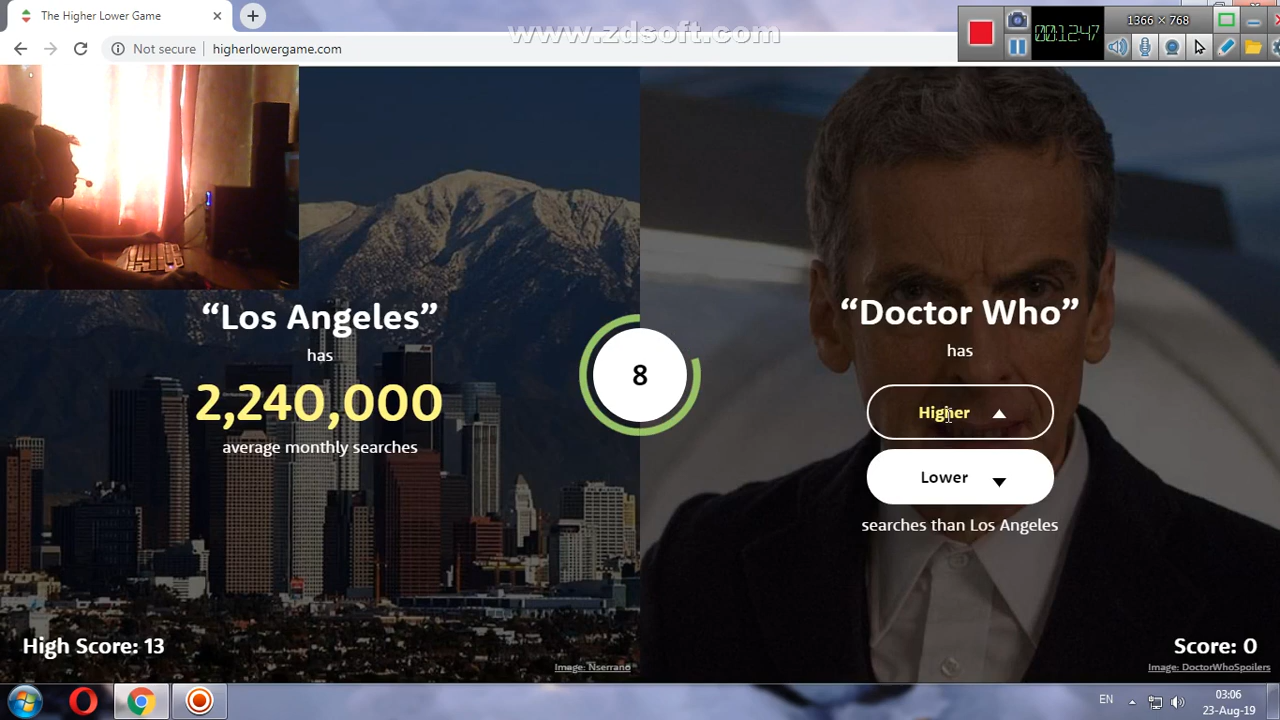 The Higher Lower Game
www.zdsoft.com
1366 × 768
00:12:47
Not secure
higherlowergame.com
“Los Angeles”
has
2,240,000
average monthly searches
8
“Doctor Who”
has
Higher
Lower
searches than Los Angeles
High Score: 13
Image: Nserrano
Score: 0
Image: DoctorWhoSpoilers
EN
03:06
23-Aug-19